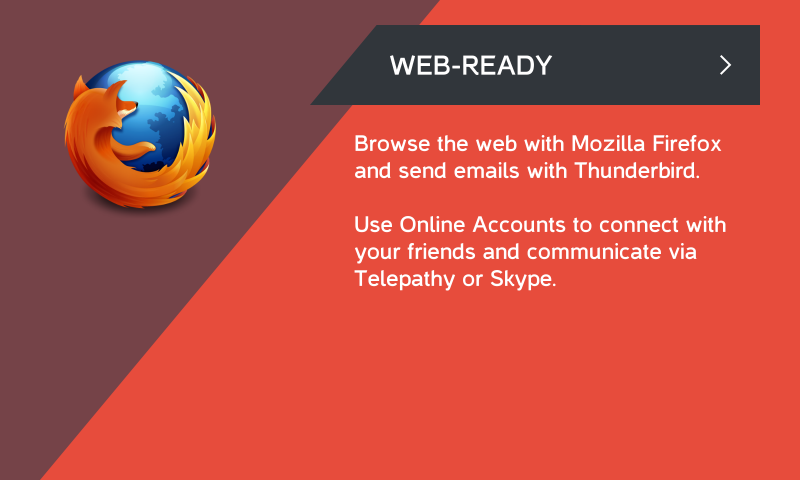 WEB-READY
Browse the web with Mozilla Firefox
and send emails with Thunderbird.
Use Online Accounts to connect with
your friends and communicate via
Telepathy or Skype.